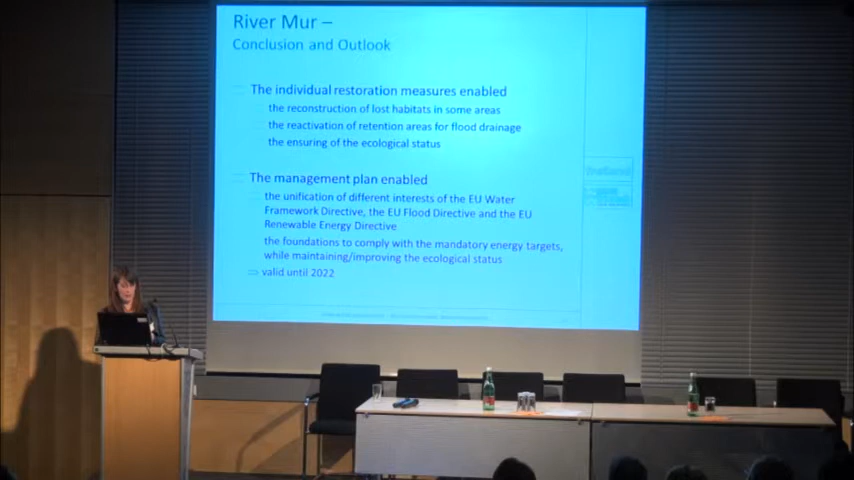 River Mur –
Conclusion and Outlook
The individual restoration measures enabled
the reconstruction of lost habitats in some areas
the reactivation of retention areas for flood drainage
the ensuring of the ecological status
The management plan enabled
the unification of different interests of the EU Water
Framework Directive, the EU Flood Directive and the EU
Renewable Energy Directive
the foundations to comply with the mandatory energy targets,
while maintaining/improving the ecological status
valid until 2022